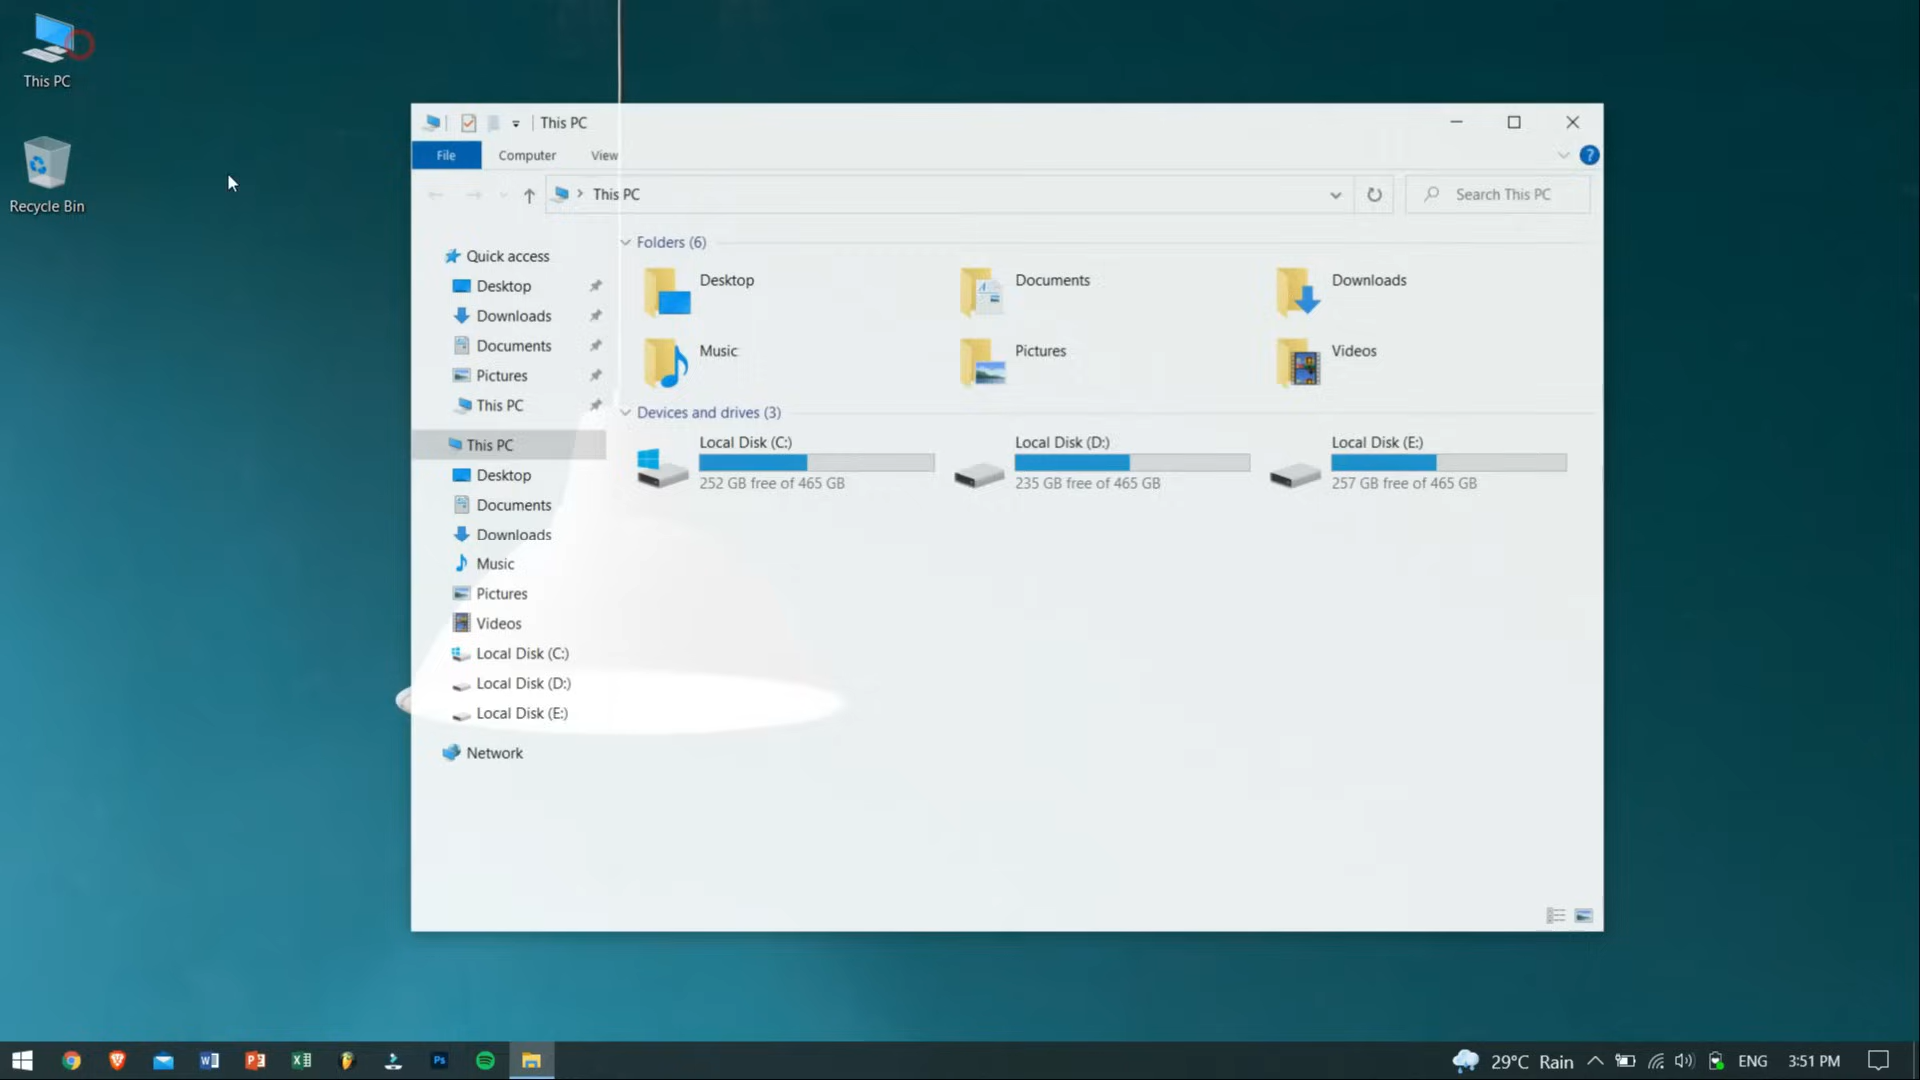 This PC
Recycle Bin
This PC
File Computer View
This PC
Search This PC
Quick access
Desktop
Downloads
Documents
Pictures
This PC
This PC
Desktop
Documents
Downloads
Music
Pictures
Videos
Local Disk (C:)
Local Disk (D:)
Local Disk (E:)
Network
Folders (6)
Desktop
Documents
Downloads
Music
Pictures
Videos
Devices and drives (3)
Local Disk (C:)
252 GB free of 465 GB
Local Disk (D:)
235 GB free of 465 GB
Local Disk (E:)
257 GB free of 465 GB
Ps
29°C Rain ENG 3:51 PM